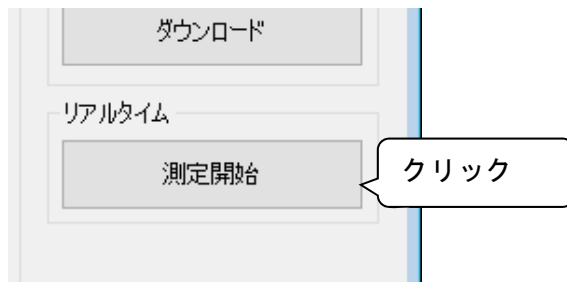 ダウンロード
リアルタイム
測定開始
クリック